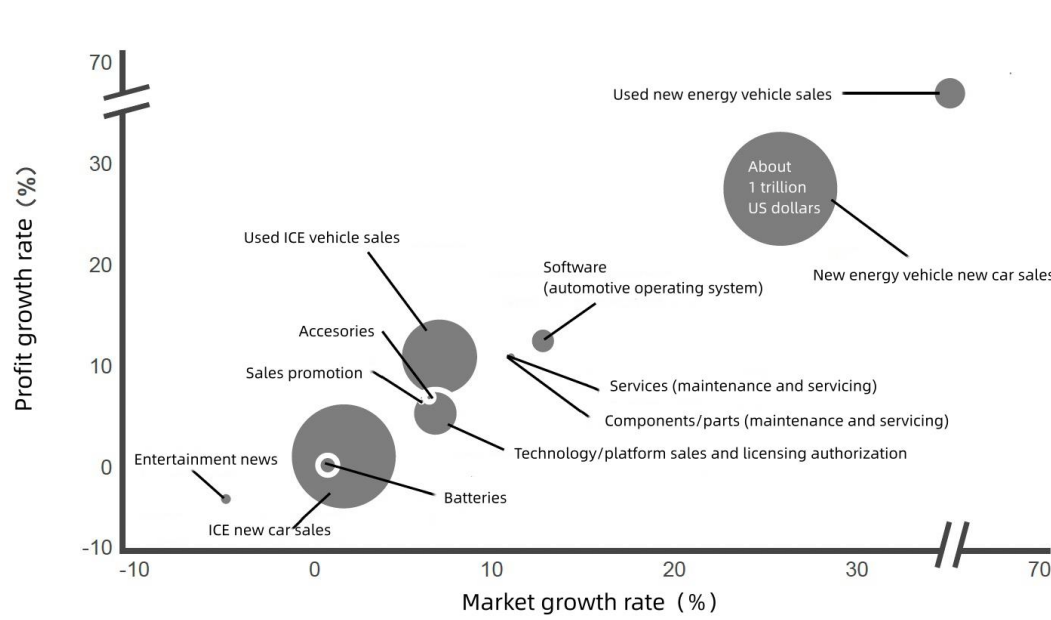 70
Used new energy vehicle sales
30
About
1 trillion
US dollars
Used ICE vehicle sales
20
Software
(automotive operating system)
New energy vehicle new car sales
Accesories
10
Sales promotion
Services (maintenance and servicing)
Components/parts (maintenance and servicing)
Technology/platform sales and licensing authorization
Entertainment news
0
Batteries
ICE new car sales
-10
Profit growth rate (%)
-10 0 10 20 30 70
Market growth rate (%)